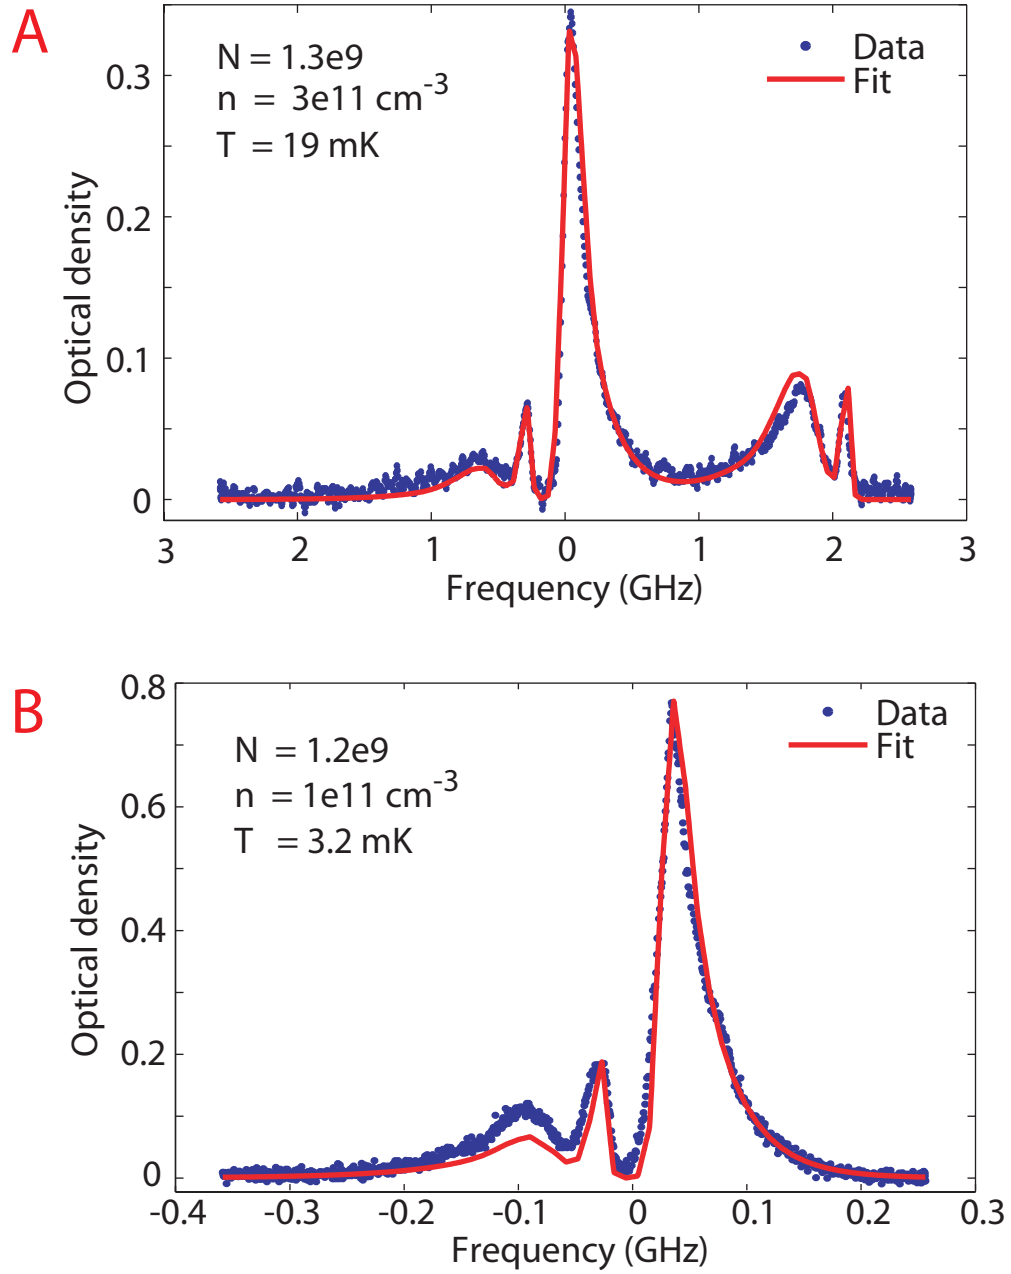 A
N = 1.3e9
n = 3e11 cm-3
T = 19 mK
Data
Fit
0.3
0.2
0.1
0
Optical density
3 2 1 0 1 2 3
Frequency (GHz)
B
0.8
N = 1.2e9
n = 1e11 cm-3
T = 3.2 mK
Data
Fit
0.6
0.4
0.2
0
Optical density
-0.4 -0.3 -0.2 -0.1 0 0.1 0.2 0.3
Frequency (GHz)